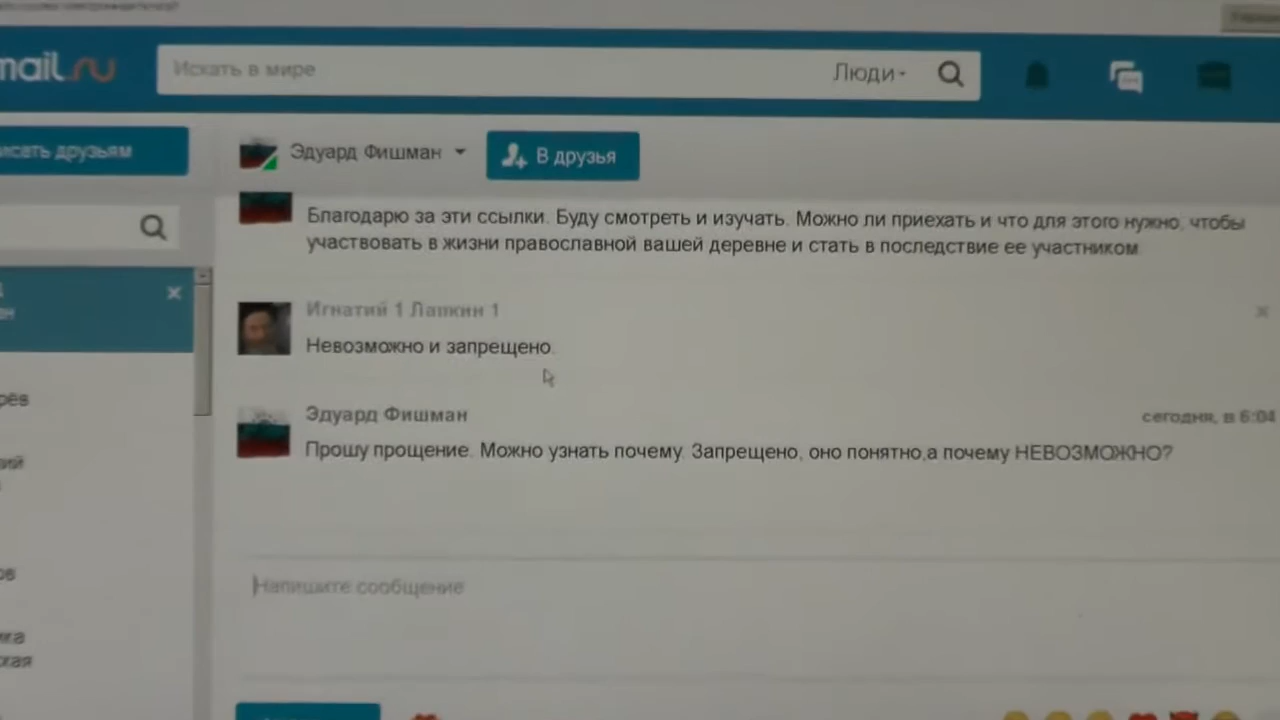 mail.ru
Искать в мире
Люди
исать друзьям
Эдуард Фишман
В друзья
Благодарю за эти ссылки. Буду смотреть и изучать. Можно ли приехать и что для этого нужно, чтобы
участвовать в жизни православной вашей деревне и стать в последствие ее участником
Игнатий 1 Лапкин 1
Невозможно и запрещено.
Эдуард Фишман
сегодня, в 6:04
Прошу прощение. Можно узнать почему. Запрещено, оно понятно,а почему НЕВОЗМОЖНО?
Напишите сообщение